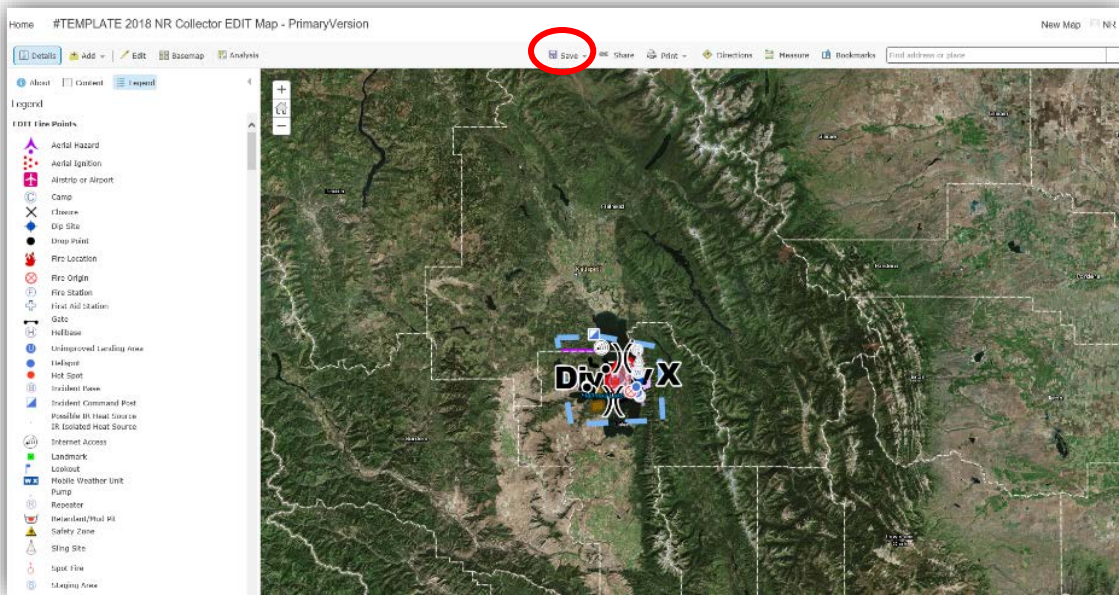 Home #TEMPLATE 2018 NR Collector EDIT Map - PrimaryVersion New Map NR
Details Add Edit Basemap Analysis Save Share Print Directions Measure Bookmarks Find address or place
About Content Legend
Legend
EDIT Fire Points
Aerial Hazard
Aerial Ignition
Airstrip or Airport
C Camp
Closure
Dip Site
Drop Point
Fire Location
Fire Origin
F Fire Station
First Aid Station
Gate
H Helibase
U Unimproved Landing Area
Helispot
Hot Spot
B Incident Base
Incident Command Post
Possible IR Heat Source
IR Isolated Heat Source
Internet Access
Landmark
Lookout
WX Mobile Weather Unit
Pump
R Repeater
Retardant/Mud Pit
Safety Zone
Sling Site
Spot Fire
S Staging Area
Flathead
Kalispell
X